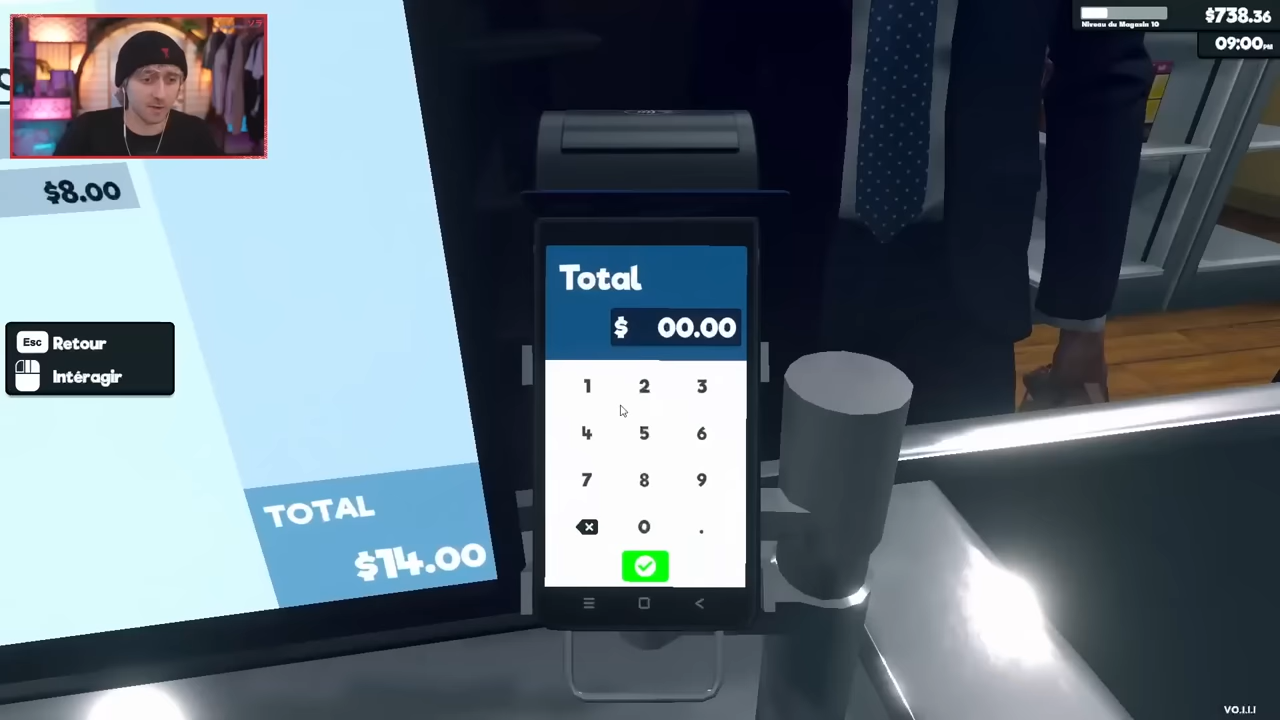 $738.36
Niveau du Magasin 10
09:00PM
$8.00
Total
$ 00.00
Esc Retour
Intéragir
1 2 3
4 5 6
7 8 9
0 .
TOTAL
$14.00
V0.1.1.1